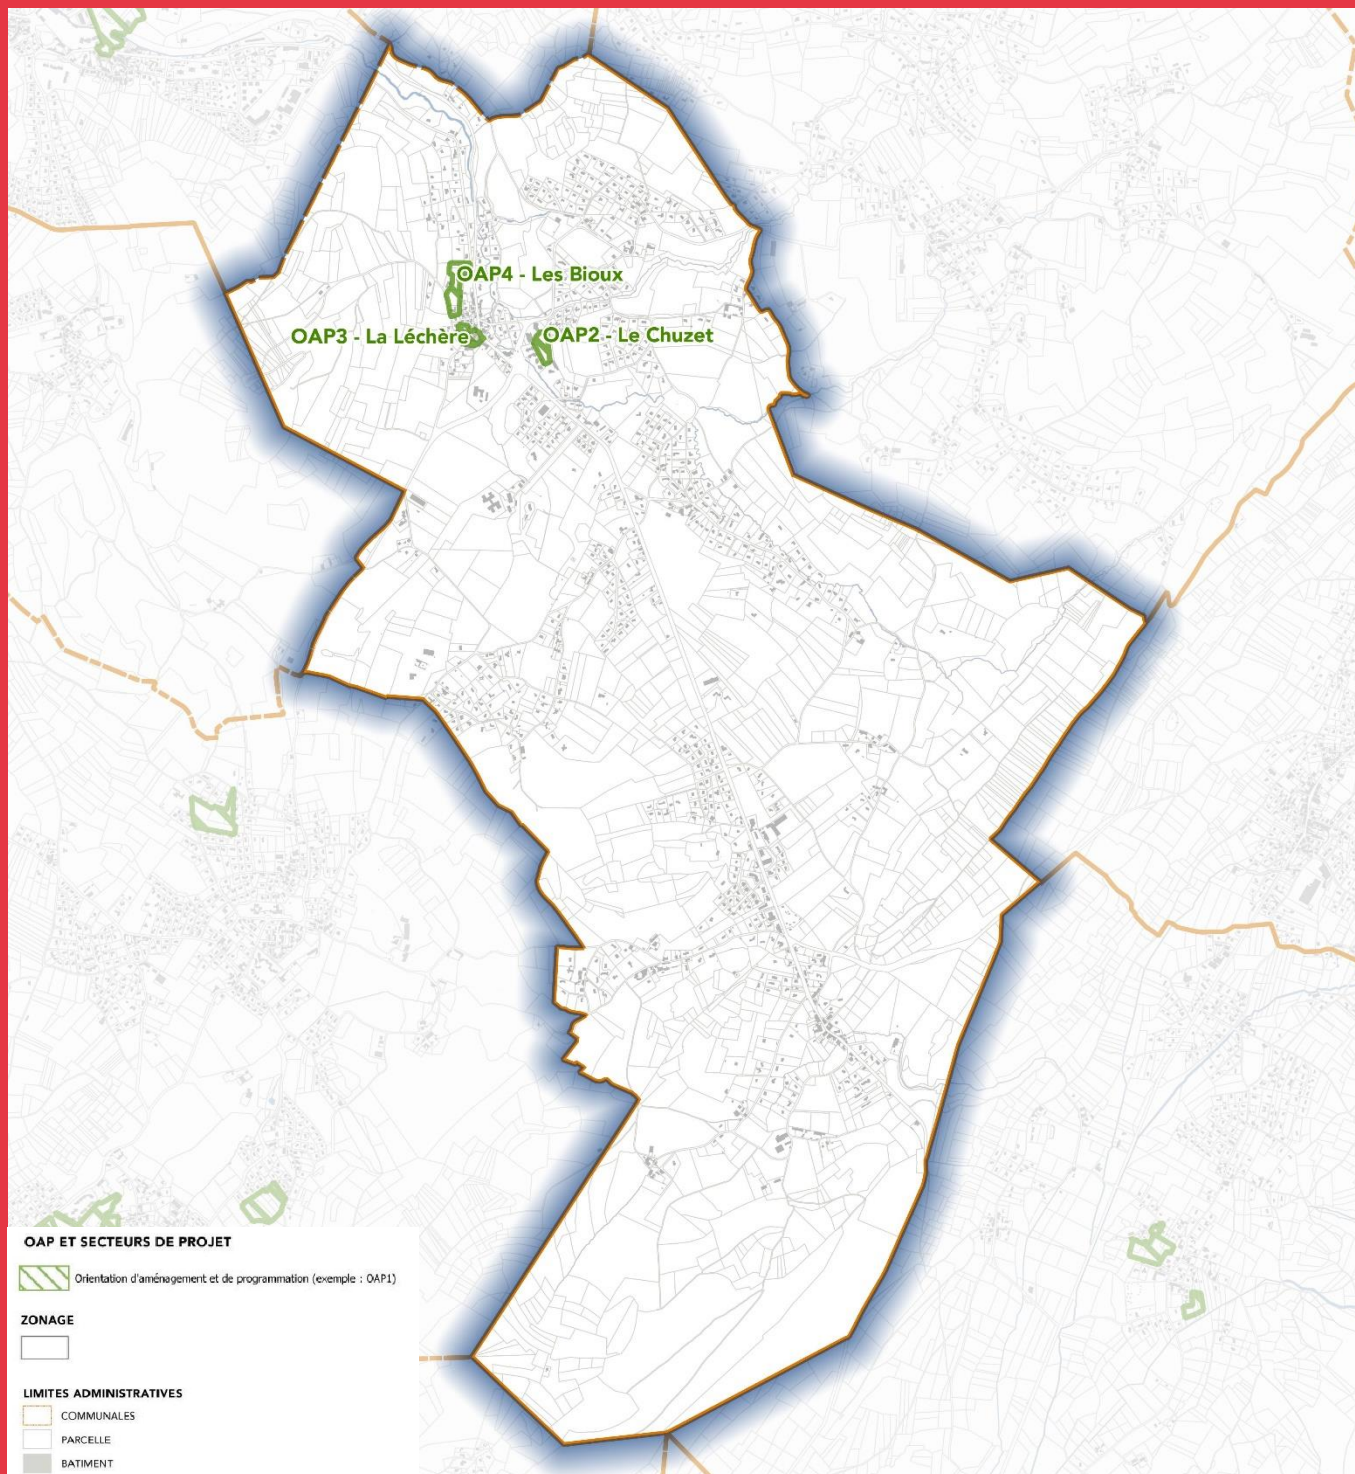 OAP4 - Les Bioux
OAP3 - La Léchère
OAP2 - Le Chuzet
OAP ET SECTEURS DE PROJET
Orientation d'aménagement et de programmation (exemple : OAP1)
ZONAGE
LIMITES ADMINISTRATIVES
COMMUNALES
PARCELLE
BATIMENT